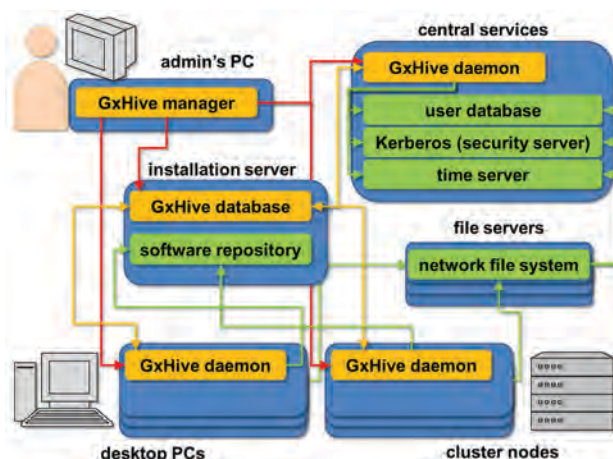 central services
admin's PC
GxHive daemon
GxHive manager
user database
Kerberos (security server)
installation server
time server
GxHive database
file servers
software repository
network file system
GxHive daemon
GxHive daemon
desktop PCs
cluster nodes